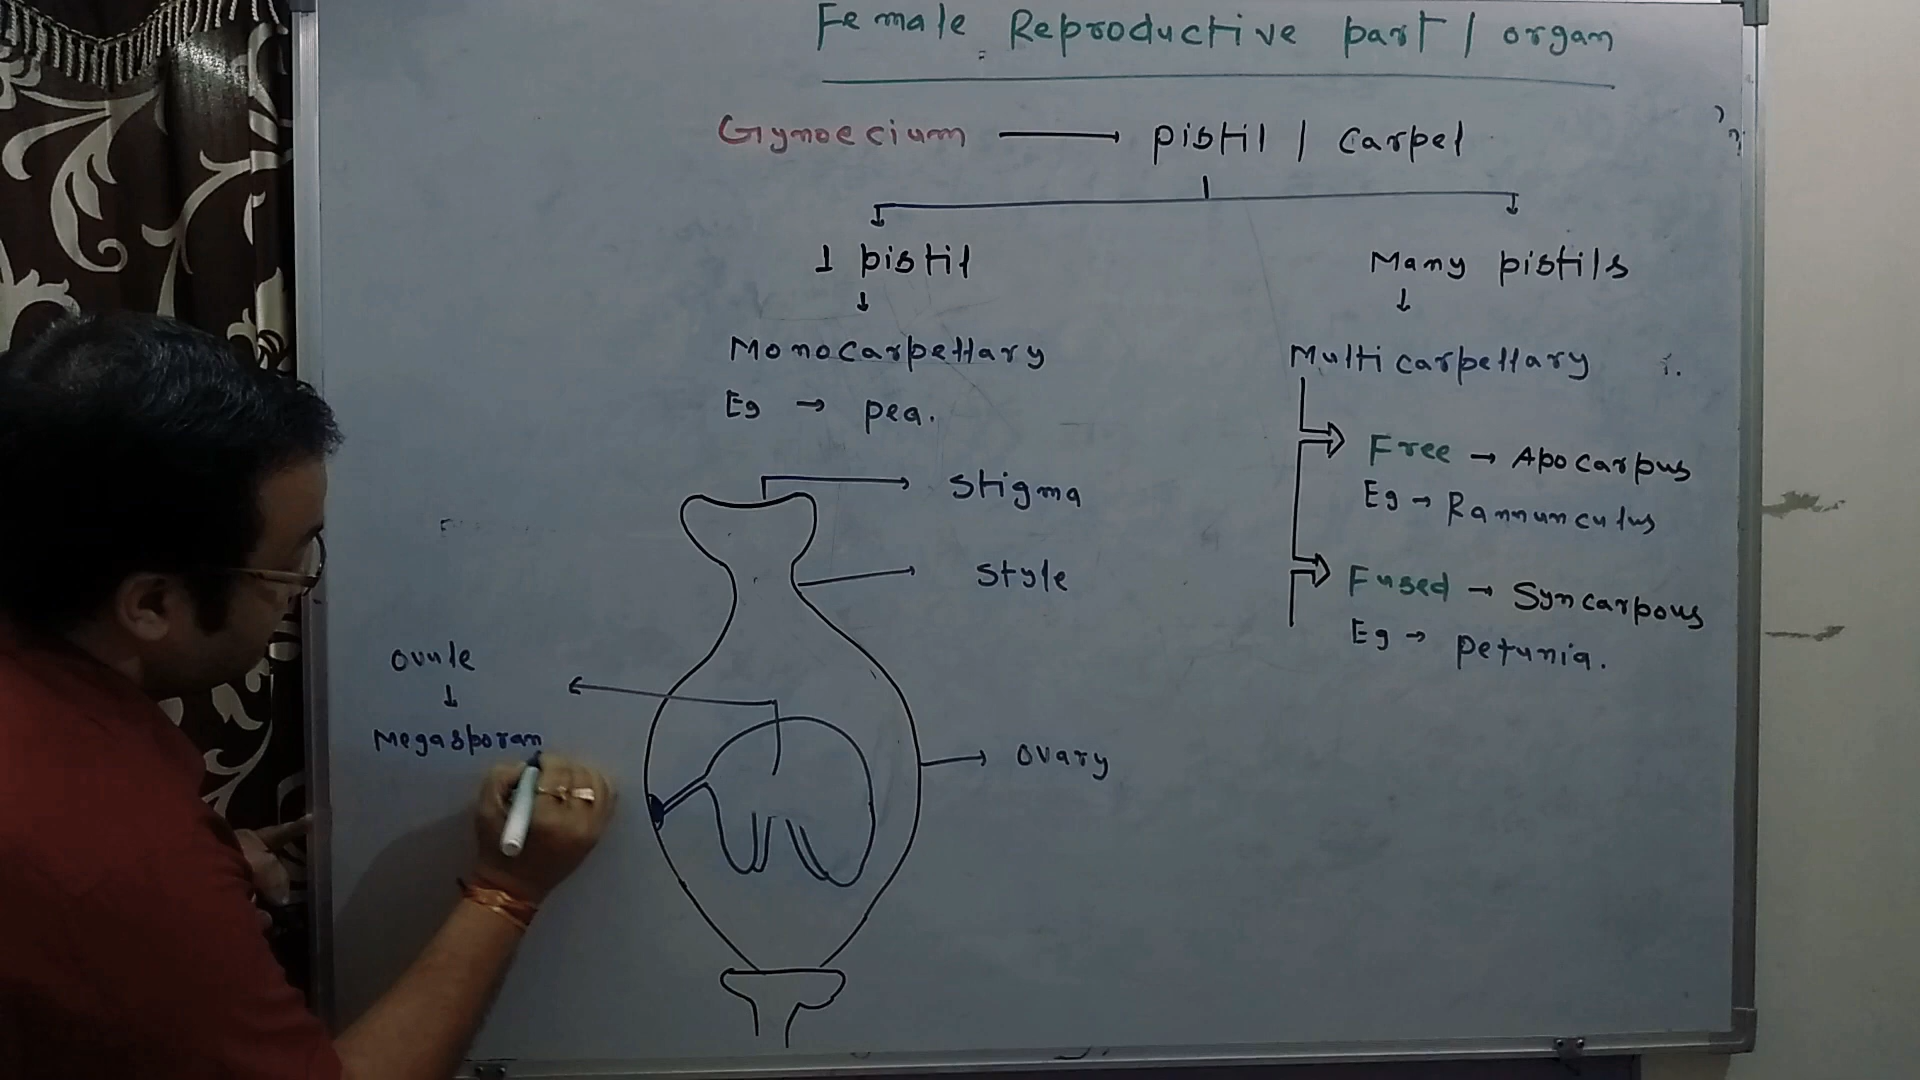 Female Reproductive part / organ
Gynoecium → pistil / carpel
1 pistil
↓
Monocarpellary
Eg → pea.
Many pistils
↓
Multicarpellary
Free → Apocarpus
Eg → Rannunculus
Fused → Syncarpous
Eg → Petunia.
Stigma
Style
Ovary
Ovule
↓
Megasporan